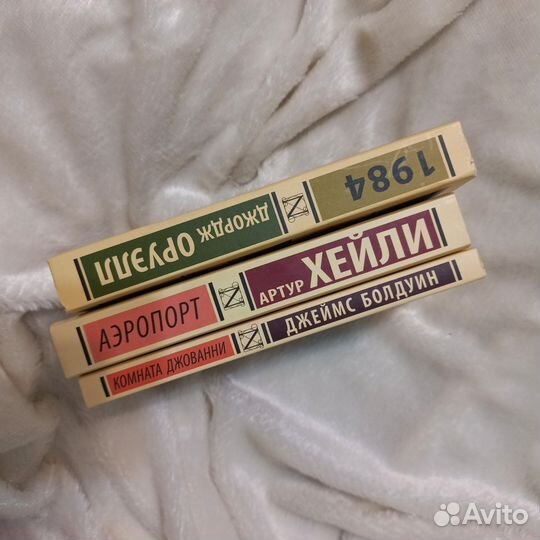 ДЖОРДЖ ОРУЭЛЛ
1984
АЭРОПОРТ
АРТУР ХЕЙЛИ
КОМНАТА ДЖОВАННИ
ДЖЕЙМС БОЛДУИН
Avito